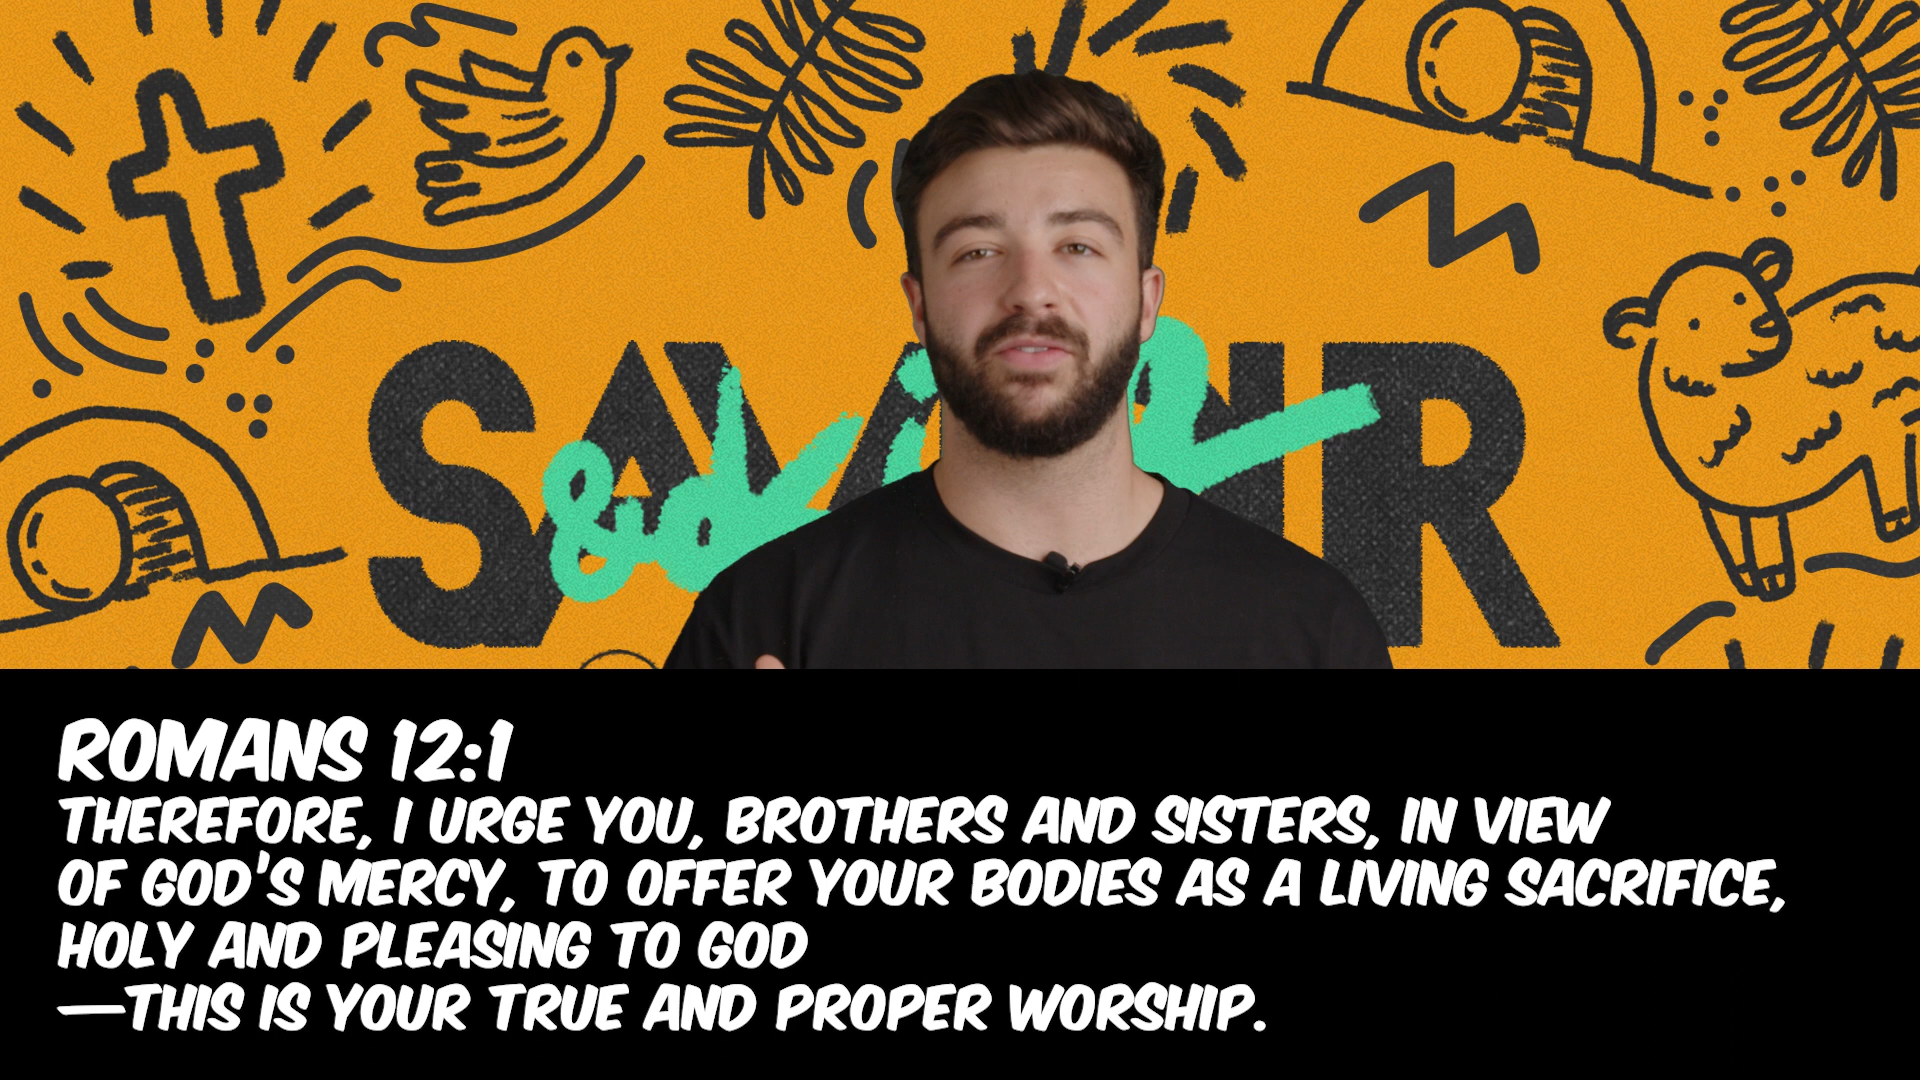 ROMANS 12:1
THEREFORE, I URGE YOU, BROTHERS AND SISTERS, IN VIEW
OF GOD'S MERCY, TO OFFER YOUR BODIES AS A LIVING SACRIFICE,
HOLY AND PLEASING TO GOD
—THIS IS YOUR TRUE AND PROPER WORSHIP.